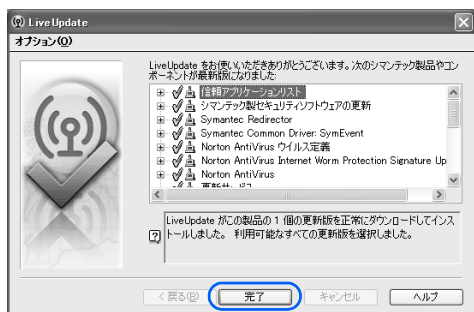 LiveUpdate
オプション(O)
LiveUpdate をお使いいただきありがとうございます。次のシマンテック製品やコン
ポーネントが最新版になりました:
信頼アプリケーションリスト
シマンテック製セキュリティソフトウェアの更新
Symantec Redirector
Symantec Common Driver: SymEvent
Norton AntiVirus ウイルス定義
Norton AntiVirus Internet Worm Protection Signature Up
Norton AntiVirus
LiveUpdate がこの製品の 1 個の更新版を正常にダウンロードしてインス
トールしました。 利用可能なすべての更新版を選択しました。
< 戻る(B)
完了
キャンセル
ヘルプ